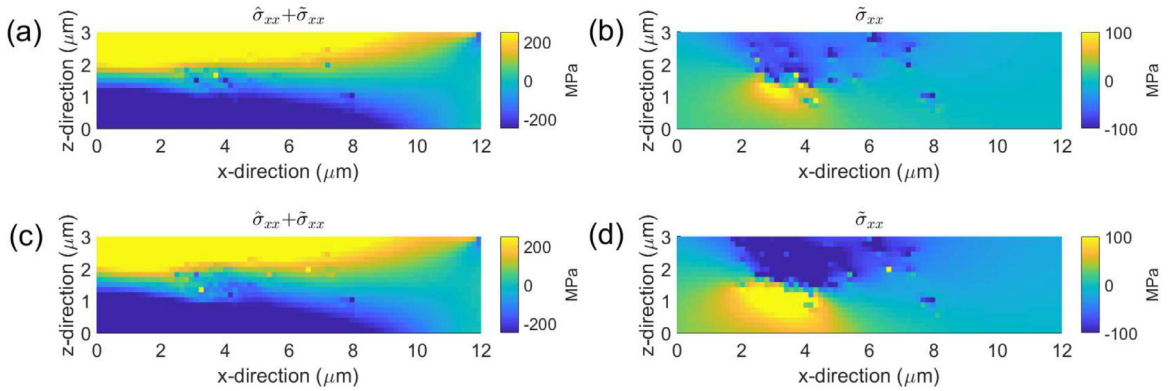 (a)
σ̂xx+σ̃xx
z-direction (μm)
3
2
1
0
0 2 4 6 8 10 12
x-direction (μm)
200
0
-200
MPa
(b)
σ̃xx
z-direction (μm)
3
2
1
0
0 2 4 6 8 10 12
x-direction (μm)
100
0
-100
MPa
(c)
σ̂xx+σ̃xx
z-direction (μm)
3
2
1
0
0 2 4 6 8 10 12
x-direction (μm)
200
0
-200
MPa
(d)
σ̃xx
z-direction (μm)
3
2
1
0
0 2 4 6 8 10 12
x-direction (μm)
100
0
-100
MPa